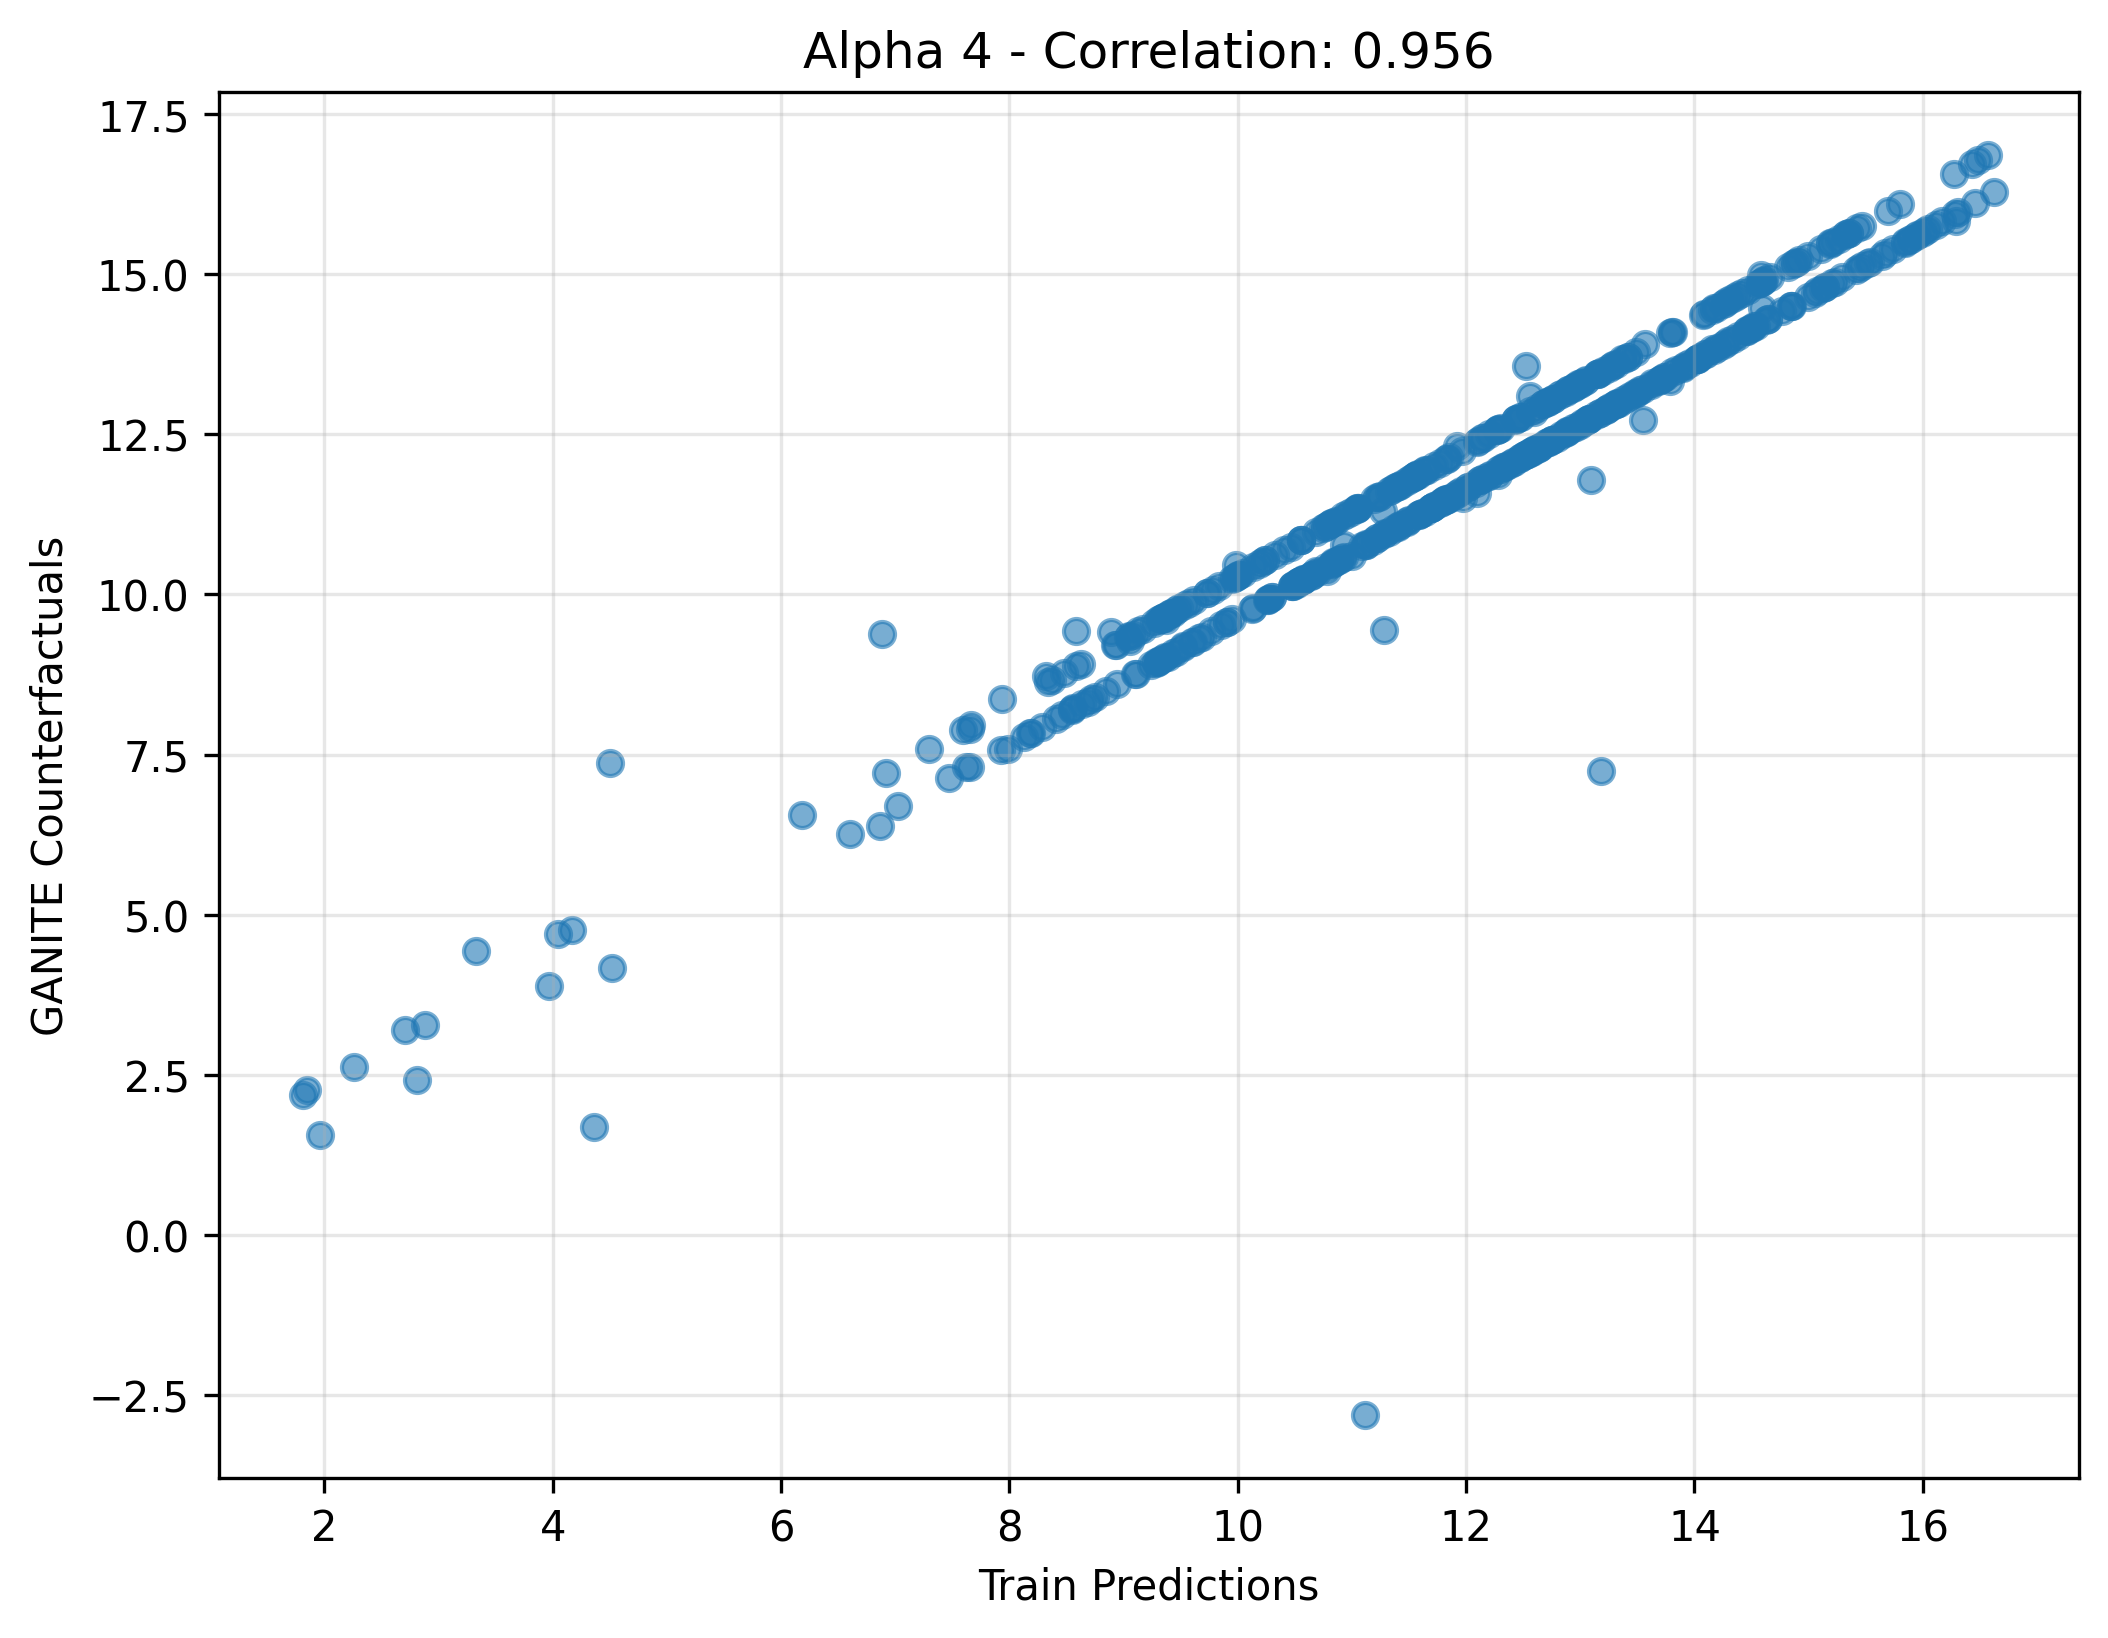 Alpha 4 - Correlation: 0.956
17.5
15.0
12.5
10.0
7.5
5.0
2.5
0.0
−2.5
GANITE Counterfactuals
2 4 6 8 10 12 14 16
Train Predictions